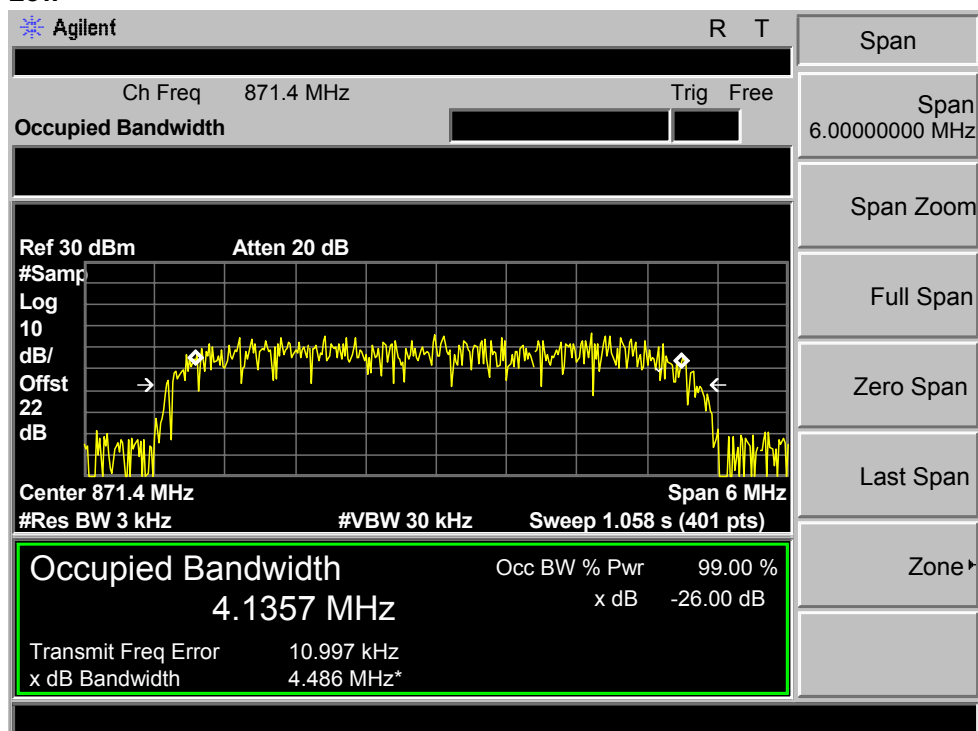 Agilent R T
Span
Ch Freq 871.4 MHz Trig Free
Occupied Bandwidth
Span
6.00000000 MHz
Span Zoom
Ref 30 dBm Atten 20 dB
#Samp
Log
10
dB/
Offst
22
dB
Full Span
Zero Span
Last Span
Center 871.4 MHz Span 6 MHz
#Res BW 3 kHz #VBW 30 kHz Sweep 1.058 s (401 pts)
Occupied Bandwidth Occ BW % Pwr 99.00 %
4.1357 MHz x dB -26.00 dB
Zone
Transmit Freq Error 10.997 kHz
x dB Bandwidth 4.486 MHz*